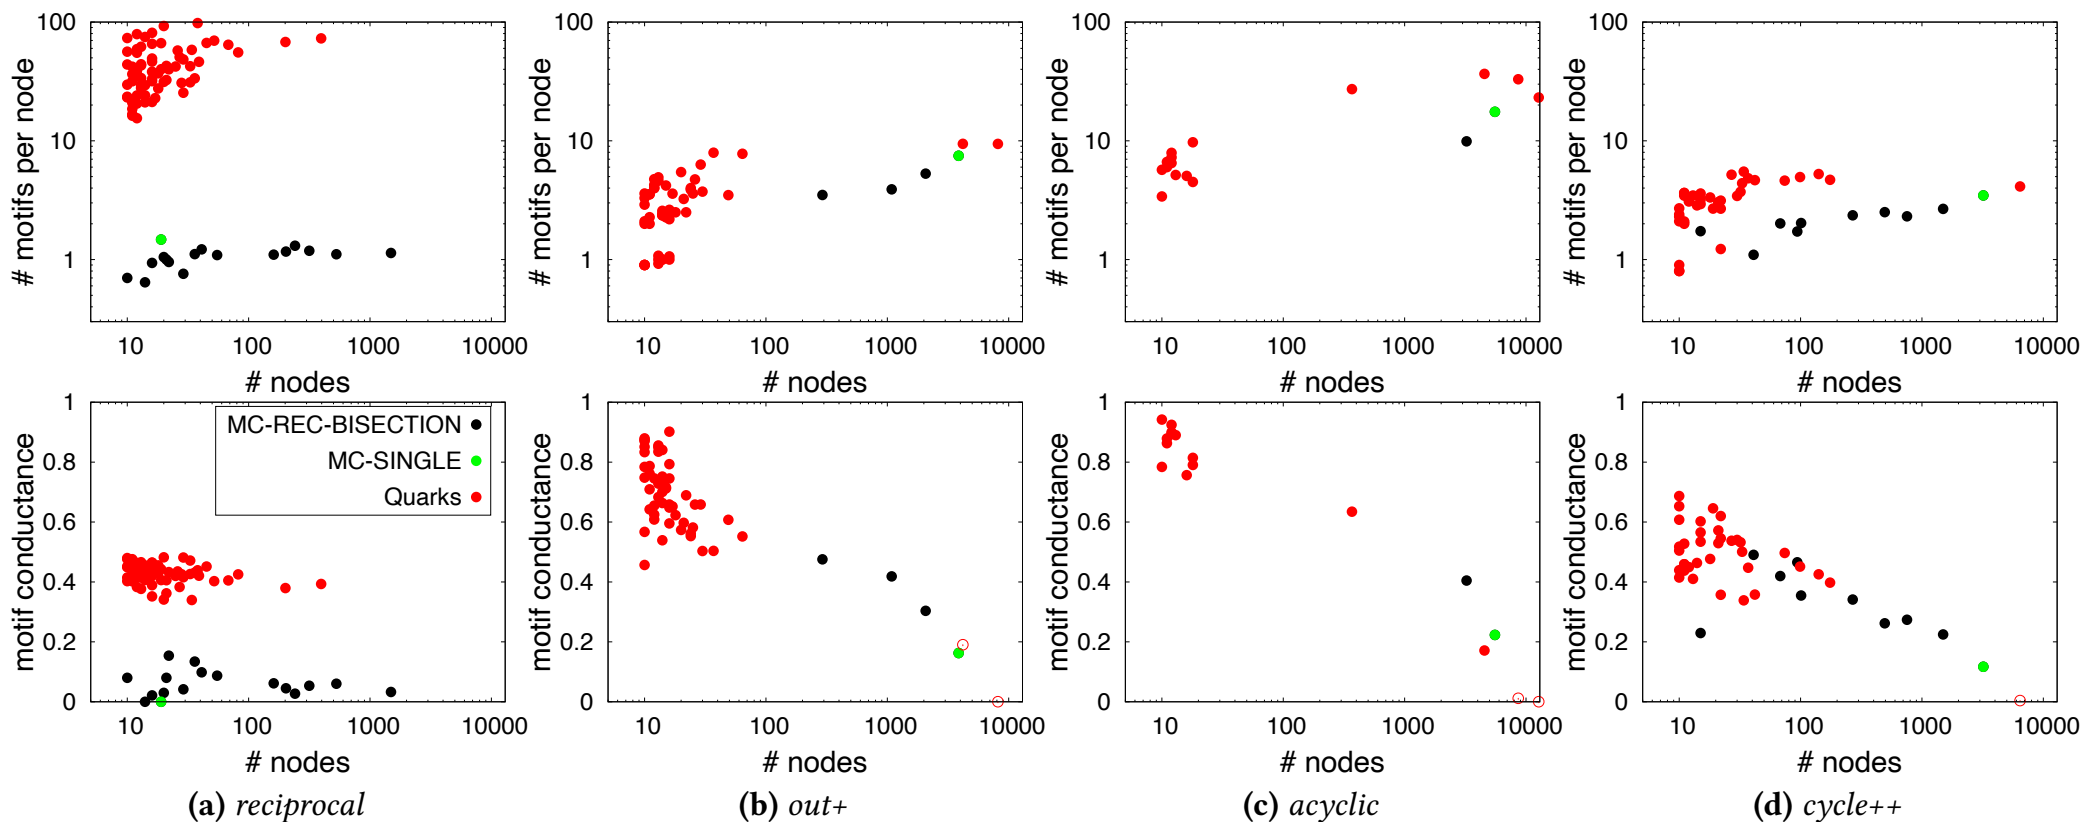 100
10
1
# motifs per node
10 100 1000 10000
# nodes
100
10
1
# motifs per node
10 100 1000 10000
# nodes
100
10
1
# motifs per node
10 100 1000 10000
# nodes
100
10
1
# motifs per node
10 100 1000 10000
# nodes
1
0.8
0.6
0.4
0.2
0
motif conductance
MC-REC-BISECTION
MC-SINGLE
Quarks
10 100 1000 10000
# nodes
(a) reciprocal
1
0.8
0.6
0.4
0.2
0
motif conductance
10 100 1000 10000
# nodes
(b) out+
1
0.8
0.6
0.4
0.2
0
motif conductance
10 100 1000 10000
# nodes
(c) acyclic
1
0.8
0.6
0.4
0.2
0
motif conductance
10 100 1000 10000
# nodes
(d) cycle++